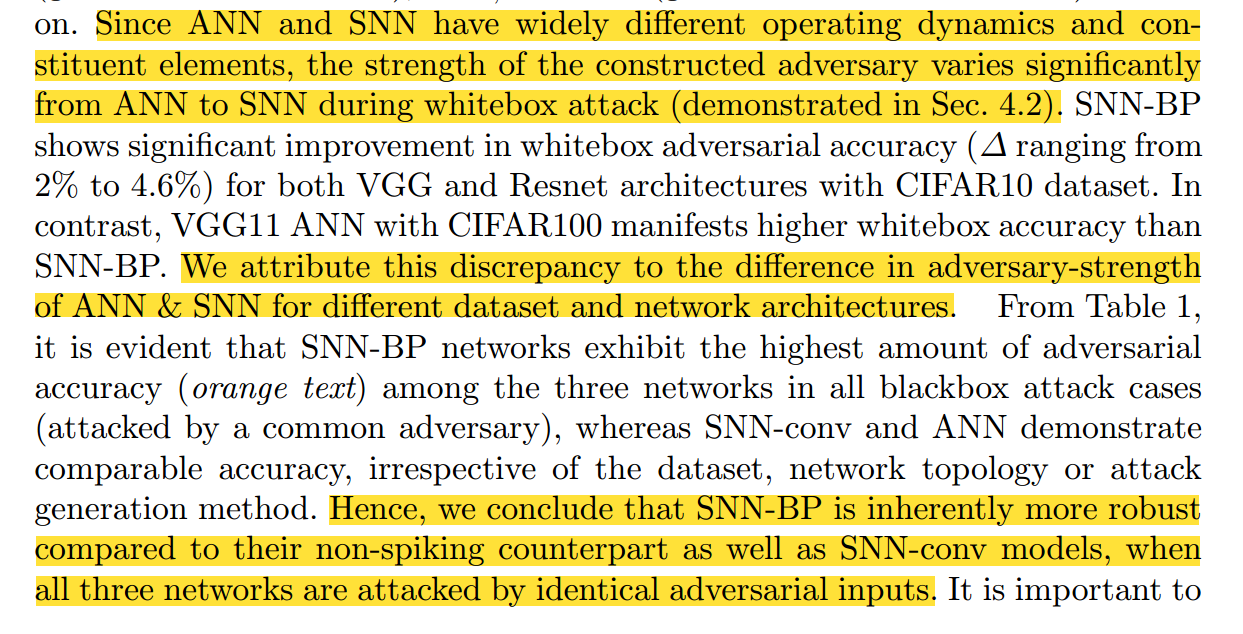 on. Since ANN and SNN have widely different operating dynamics and con-
stituent elements, the strength of the constructed adversary varies significantly
from ANN to SNN during whitebox attack (demonstrated in Sec. 4.2). SNN-BP
shows significant improvement in whitebox adversarial accuracy (Δ ranging from
2% to 4.6%) for both VGG and Resnet architectures with CIFAR10 dataset. In
contrast, VGG11 ANN with CIFAR100 manifests higher whitebox accuracy than
SNN-BP. We attribute this discrepancy to the difference in adversary-strength
of ANN & SNN for different dataset and network architectures. From Table 1,
it is evident that SNN-BP networks exhibit the highest amount of adversarial
accuracy (orange text) among the three networks in all blackbox attack cases
(attacked by a common adversary), whereas SNN-conv and ANN demonstrate
comparable accuracy, irrespective of the dataset, network topology or attack
generation method. Hence, we conclude that SNN-BP is inherently more robust
compared to their non-spiking counterpart as well as SNN-conv models, when
all three networks are attacked by identical adversarial inputs. It is important to